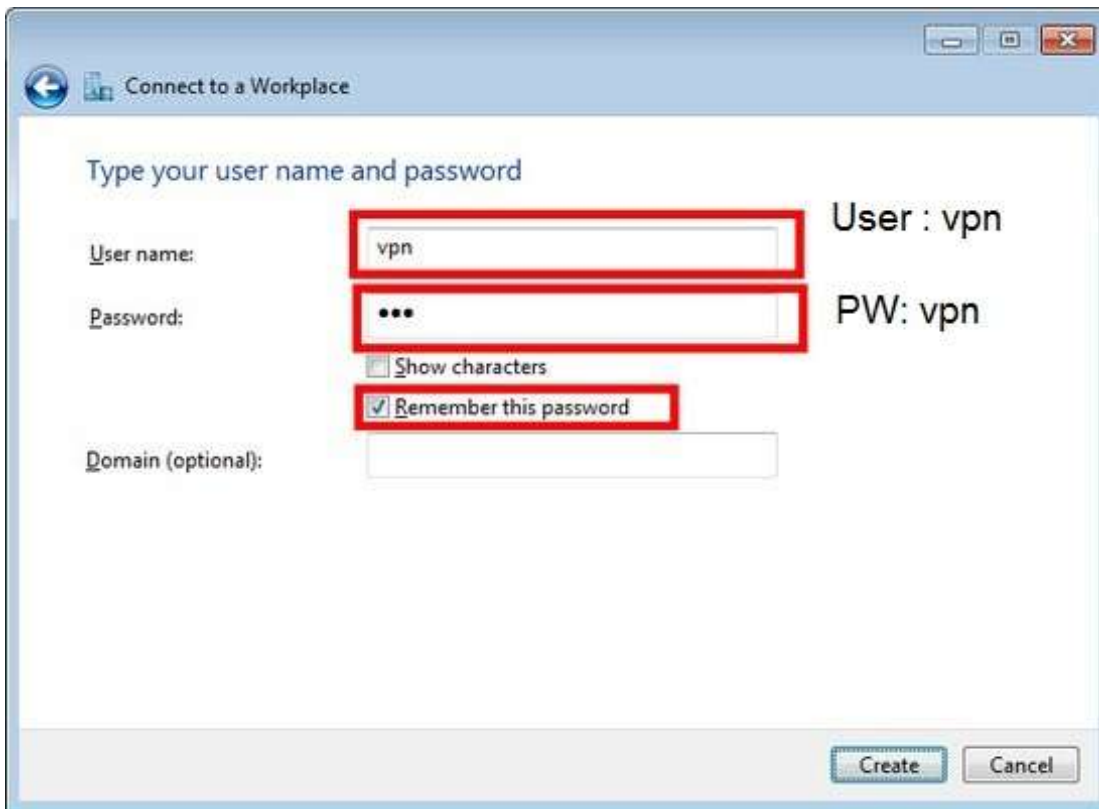 Connect to a Workplace
Type your user name and password
User name:
vpn
User : vpn
Password:
•••
PW: vpn
Show characters
Remember this password
Domain (optional):
Create
Cancel